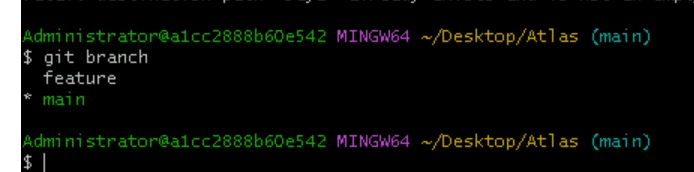 Administrator@a1cc2888b60e542 MINGW64 ~/Desktop/Atlas (main)
$ git branch
  feature
* main
Administrator@a1cc2888b60e542 MINGW64 ~/Desktop/Atlas (main)
$